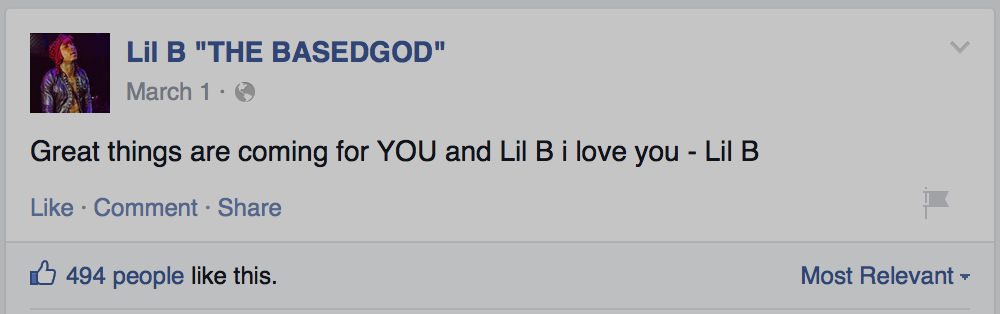 Lil B "THE BASEDGOD"
March 1 ·
Great things are coming for YOU and Lil B i love you - Lil B
Like · Comment · Share
494 people like this.
Most Relevant